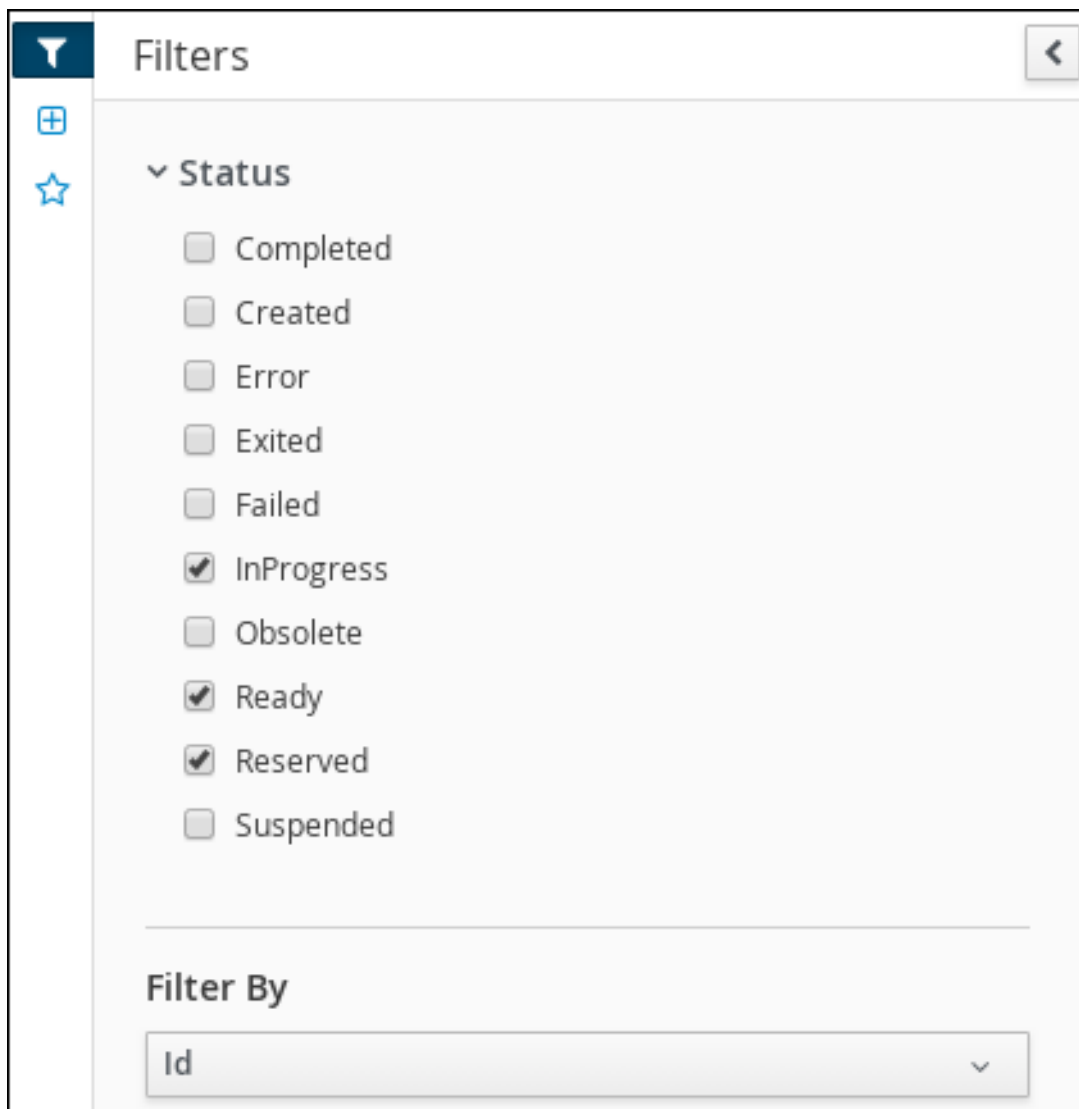 Filters
Status
Completed
Created
Error
Exited
Failed
InProgress
Obsolete
Ready
Reserved
Suspended
Filter By
Id